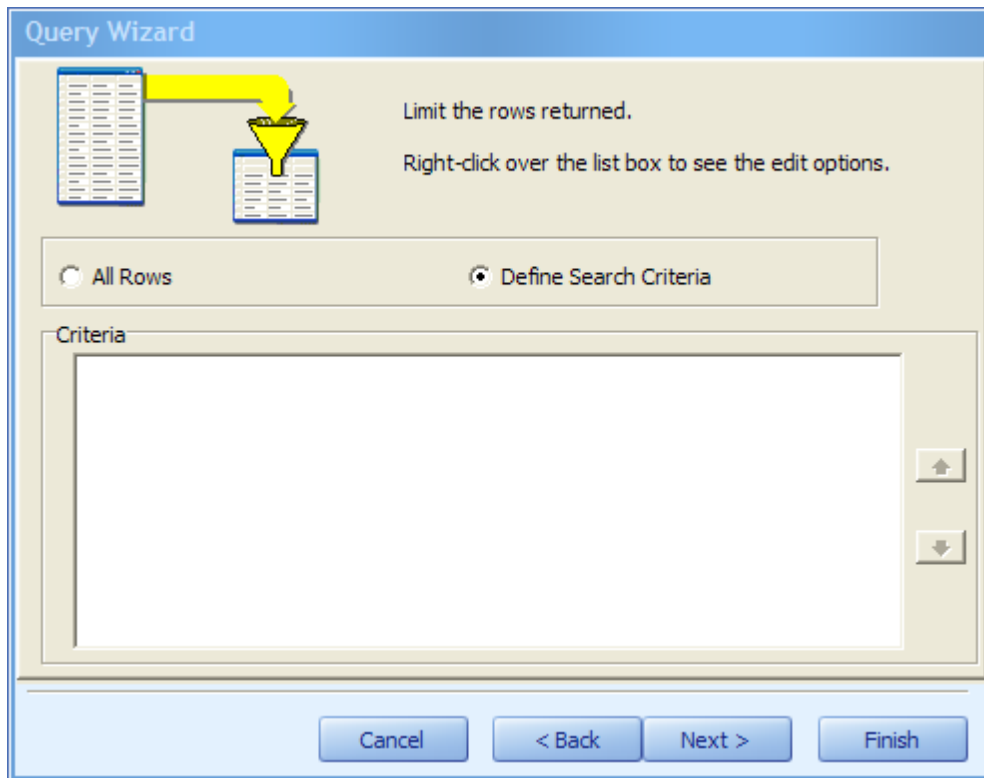 Query Wizard
Limit the rows returned.
Right-click over the list box to see the edit options.
All Rows
Define Search Criteria
Criteria
Cancel
< Back
Next >
Finish